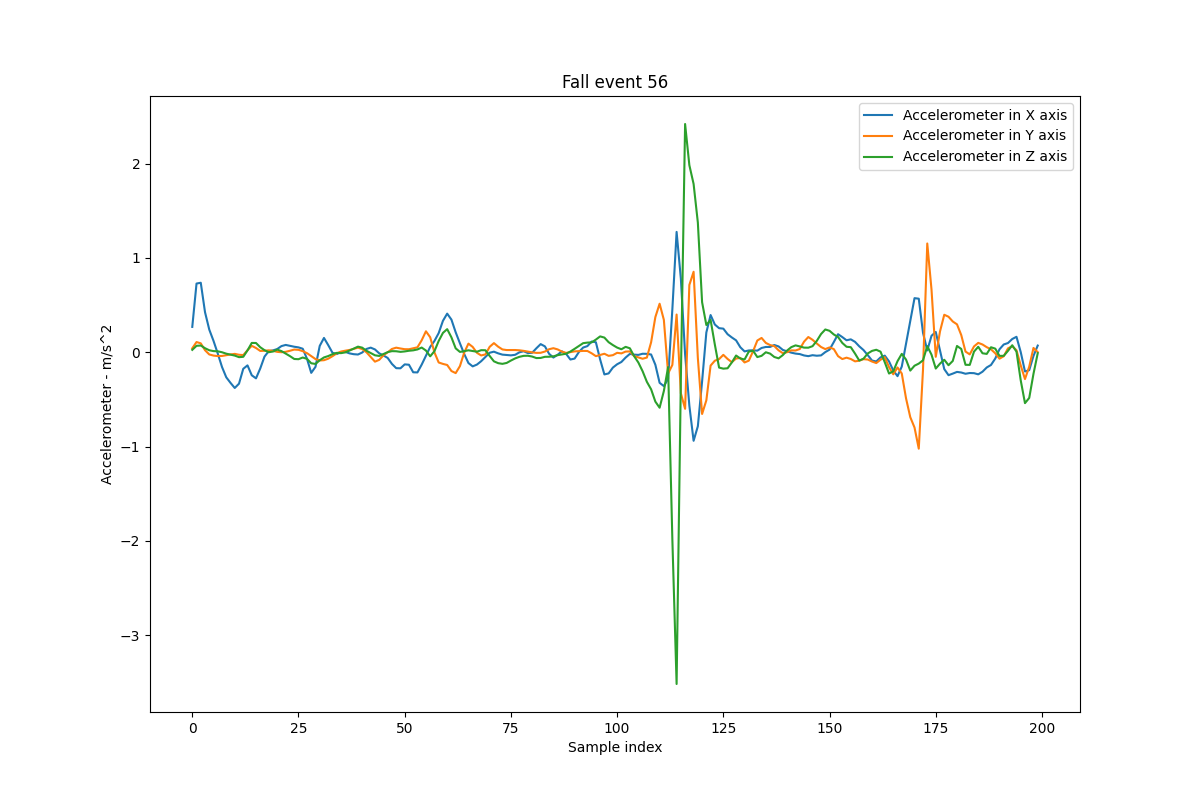 Fall event 56
Accelerometer in X axis
Accelerometer in Y axis
Accelerometer in Z axis
Accelerometer - m/s^2
2
1
0
−1
−2
−3
0
25
50
75
100
125
150
175
200
Sample index